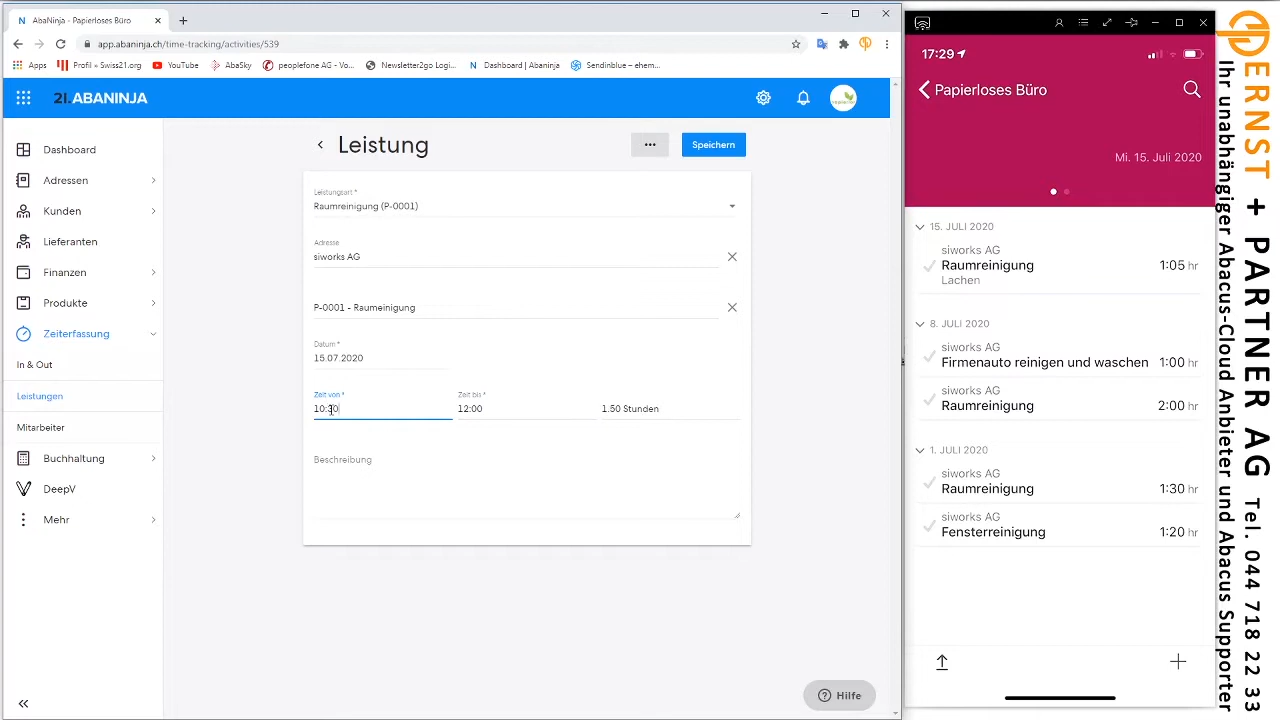 AbaNinja - Papierloses Büro
app.abaninja.ch/time-tracking/activities/539
Apps
Profil « Swiss21.org
YouTube
AbaSky
peoplefone AG - Vo...
Newsletter2go Logi...
Dashboard | Abaninja
Sendinblue – ehem...
21.ABANINJA
Dashboard
Adressen
Kunden
Lieferanten
Finanzen
Produkte
Zeiterfassung
In & Out
Leistungen
Mitarbeiter
Buchhaltung
DeepV
Mehr
Leistung
Speichern
Leistungsart *
Raumreinigung (P-0001)
Adresse
siworks AG
P-0001 - Raumeinigung
Datum *
15.07.2020
Zeit von *
10:30
Zeit bis *
12:00
1.50 Stunden
Beschreibung
Hilfe
17:29
Papierloses Büro
Mi. 15. Juli 2020
15. JULI 2020
siworks AG
Raumreinigung 1:05 hr
Lachen
8. JULI 2020
siworks AG
Firmenauto reinigen und waschen 1:00 hr
siworks AG
Raumreinigung 2:00 hr
1. JULI 2020
siworks AG
Raumreinigung 1:30 hr
siworks AG
Fensterreinigung 1:20 hr
ERNST + PARTNER AG Tel. 044 718 22 33
Ihr unabhängiger Abacus-Cloud Anbieter und Abacus Supporter